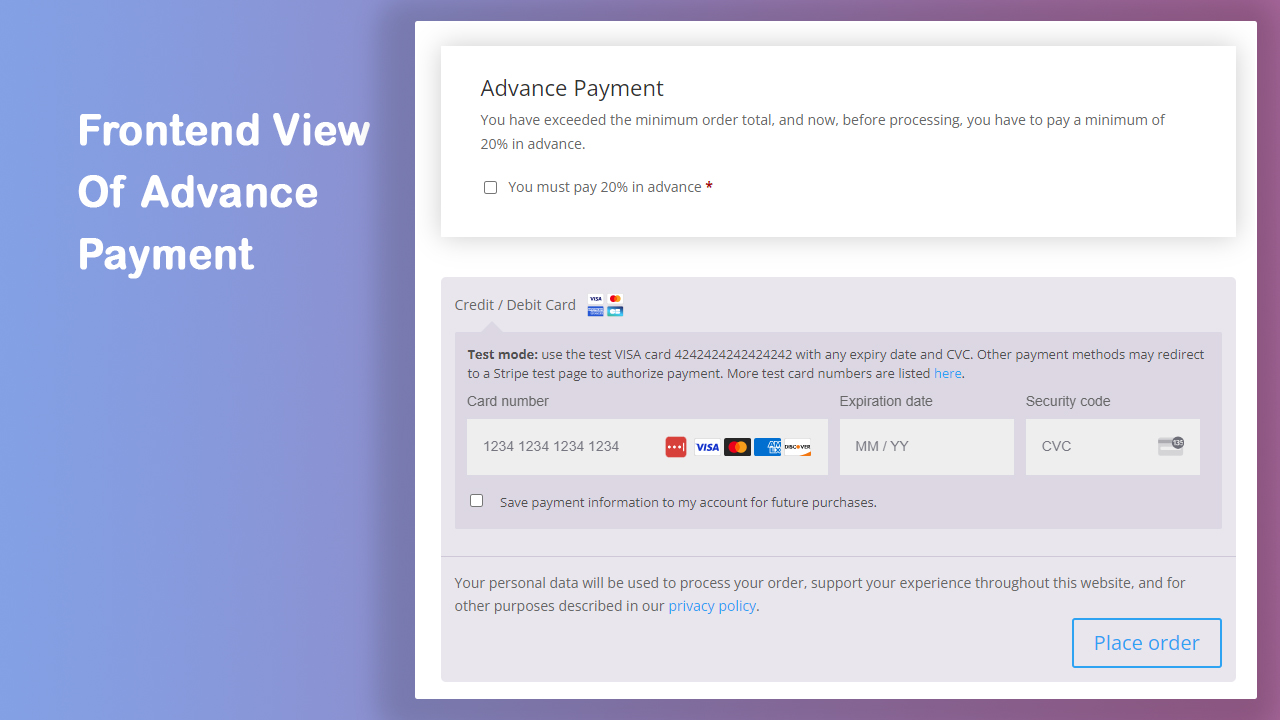 Frontend View
Of Advance
Payment
Advance Payment
You have exceeded the minimum order total, and now, before processing, you have to pay a minimum of
20% in advance.
You must pay 20% in advance *
Credit / Debit Card VISA
Test mode: use the test VISA card 4242424242424242 with any expiry date and CVC. Other payment methods may redirect
to a Stripe test page to authorize payment. More test card numbers are listed here.
Card number Expiration date Security code
1234 1234 1234 1234 VISA AM EX DISCOVER MM / YY CVC 135
Save payment information to my account for future purchases.
Your personal data will be used to process your order, support your experience throughout this website, and for
other purposes described in our privacy policy.
Place order